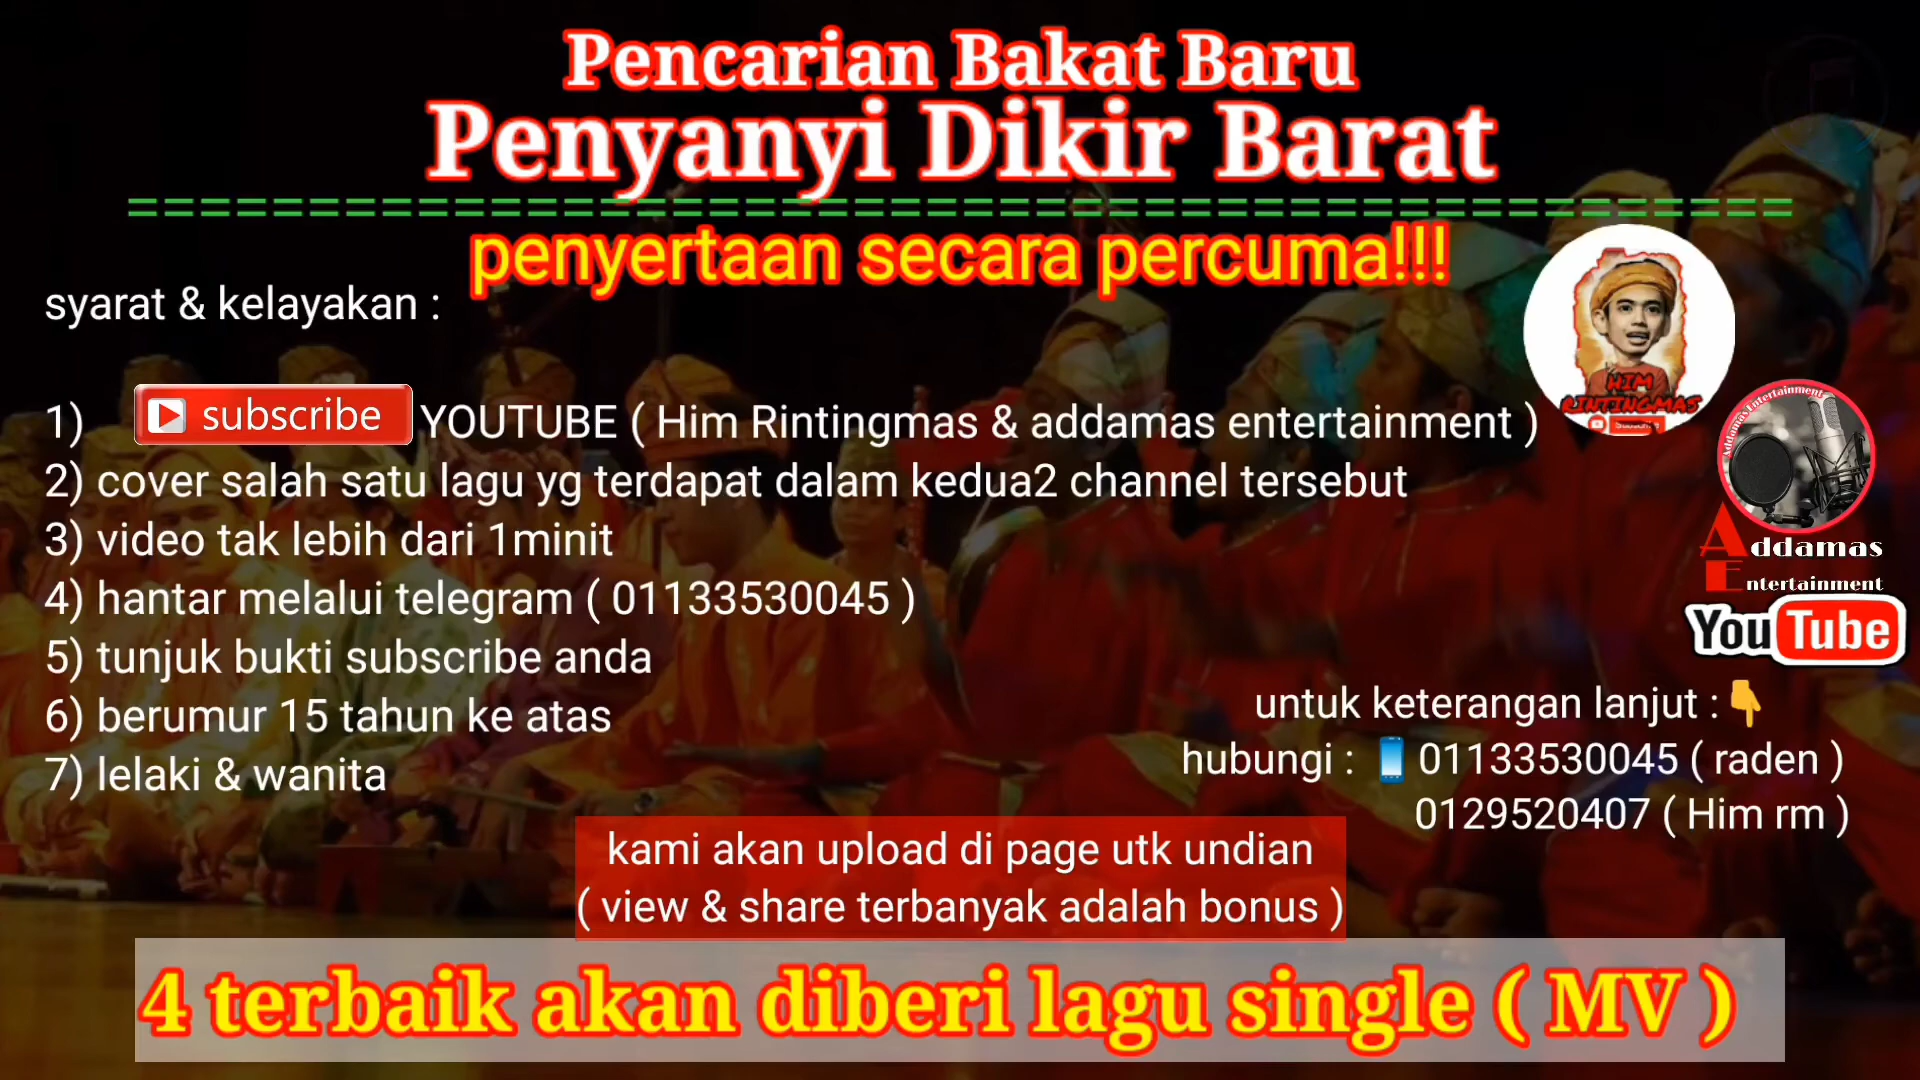 Pencarian Bakat Baru
Penyanyi Dikir Barat
==============================================
penyertaan secara percuma!!!
syarat & kelayakan :
1) subscribe YOUTUBE ( Him Rintingmas & addamas entertainment )
2) cover salah satu lagu yg terdapat dalam kedua2 channel tersebut
3) video tak lebih dari 1minit
4) hantar melalui telegram ( 01133530045 )
5) tunjuk bukti subscribe anda
6) berumur 15 tahun ke atas
7) lelaki & wanita
HIM
RINTINGMAS
Subscribe
Addamas Entertainment
Addamas
Entertainment
YouTube
untuk keterangan lanjut : 👇
hubungi : 📱 01133530045 ( raden )
0129520407 ( Him rm )
kami akan upload di page utk undian
( view & share terbanyak adalah bonus )
4 terbaik akan diberi lagu single ( MV )